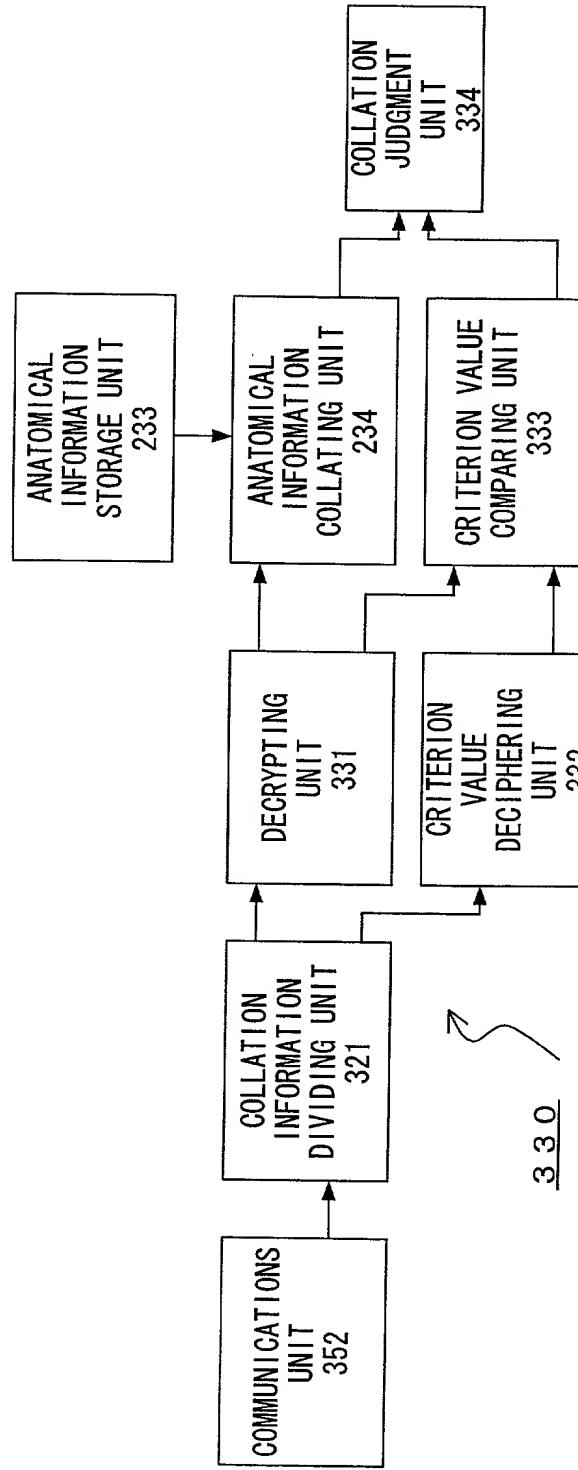 COMMUNICATIONS
UNIT
352
COLLATION
INFORMATION
DIVIDING UNIT
321
DECRYPTING
UNIT
331
CRITERION
VALUE
DECIPHERING
UNIT
332
ANATOMICAL
INFORMATION
STORAGE UNIT
233
ANATOMICAL
INFORMATION
COLLATING UNIT
234
CRITERION VALUE
COMPARING UNIT
333
COLLATION
JUDGMENT
UNIT
334
330